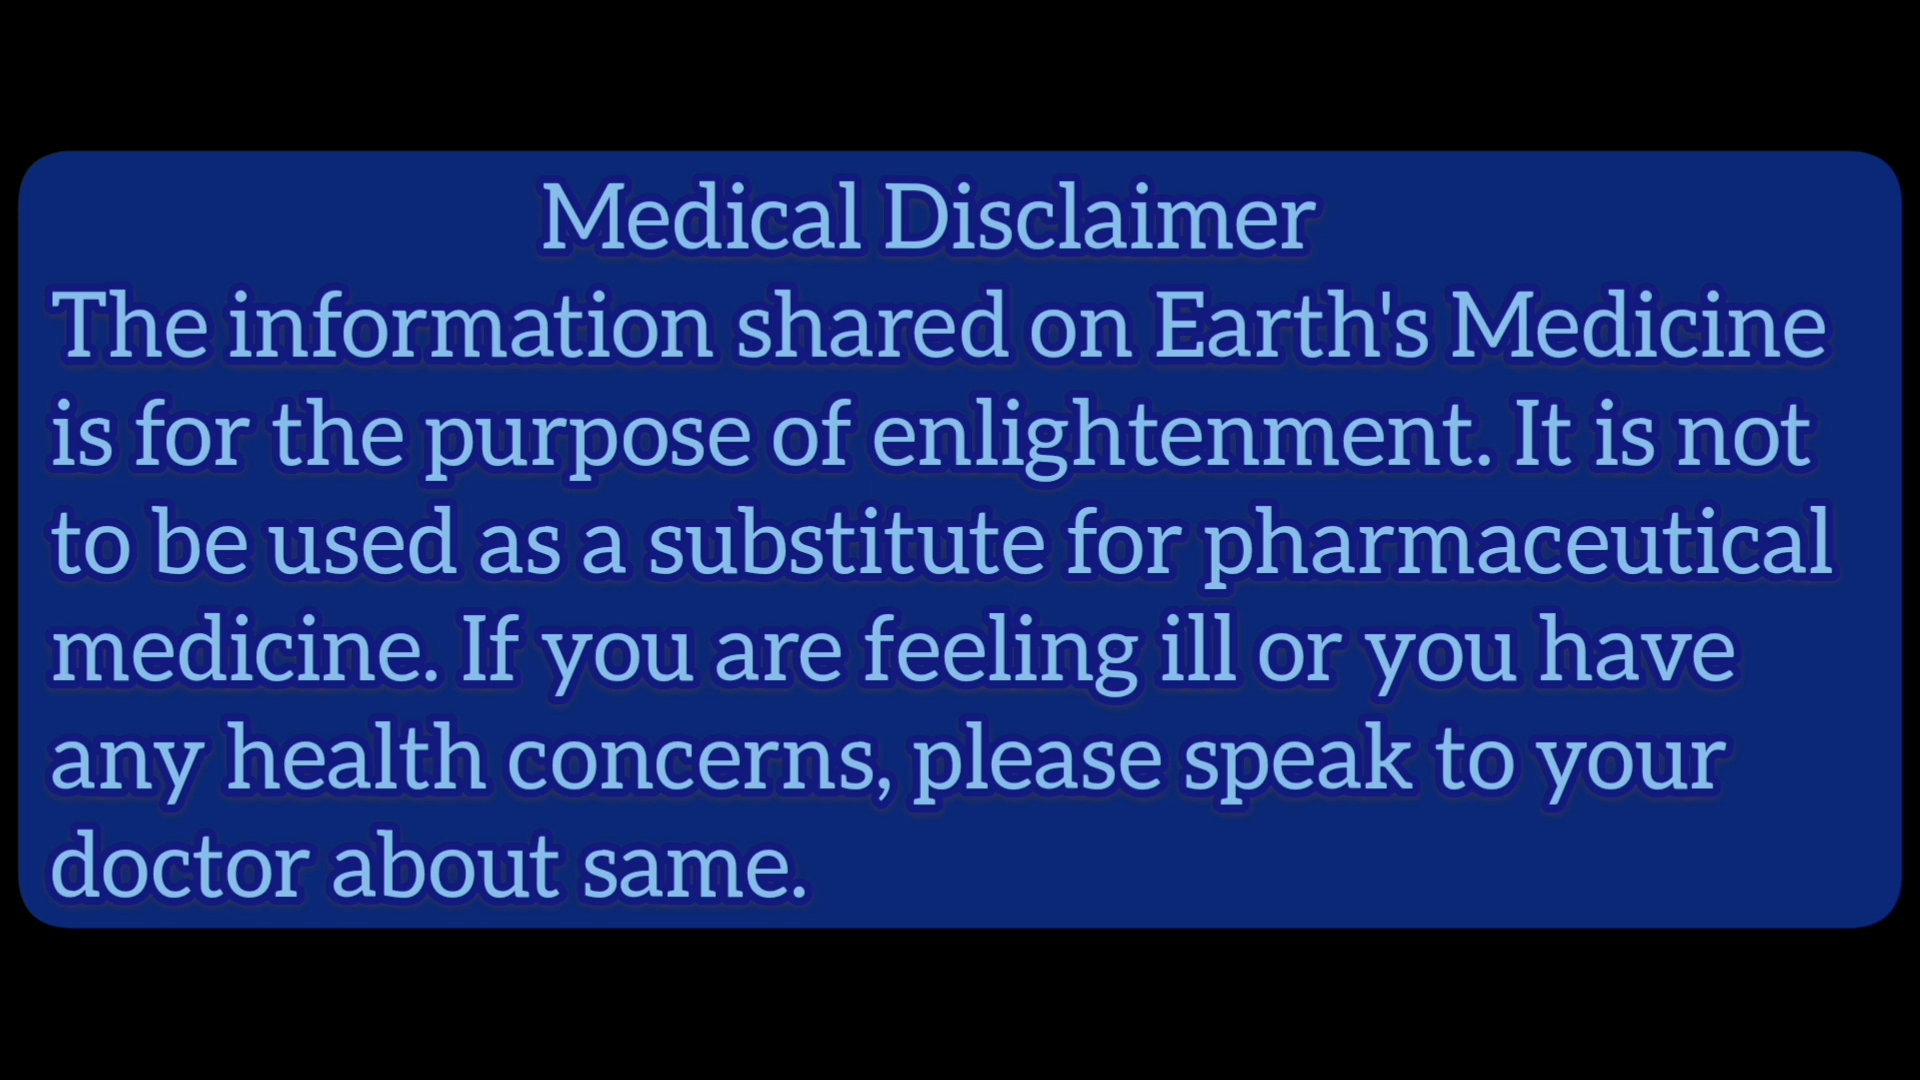 Medical Disclaimer
The information shared on Earth's Medicine
is for the purpose of enlightenment. It is not
to be used as a substitute for pharmaceutical
medicine. If you are feeling ill or you have
any health concerns, please speak to your
doctor about same.